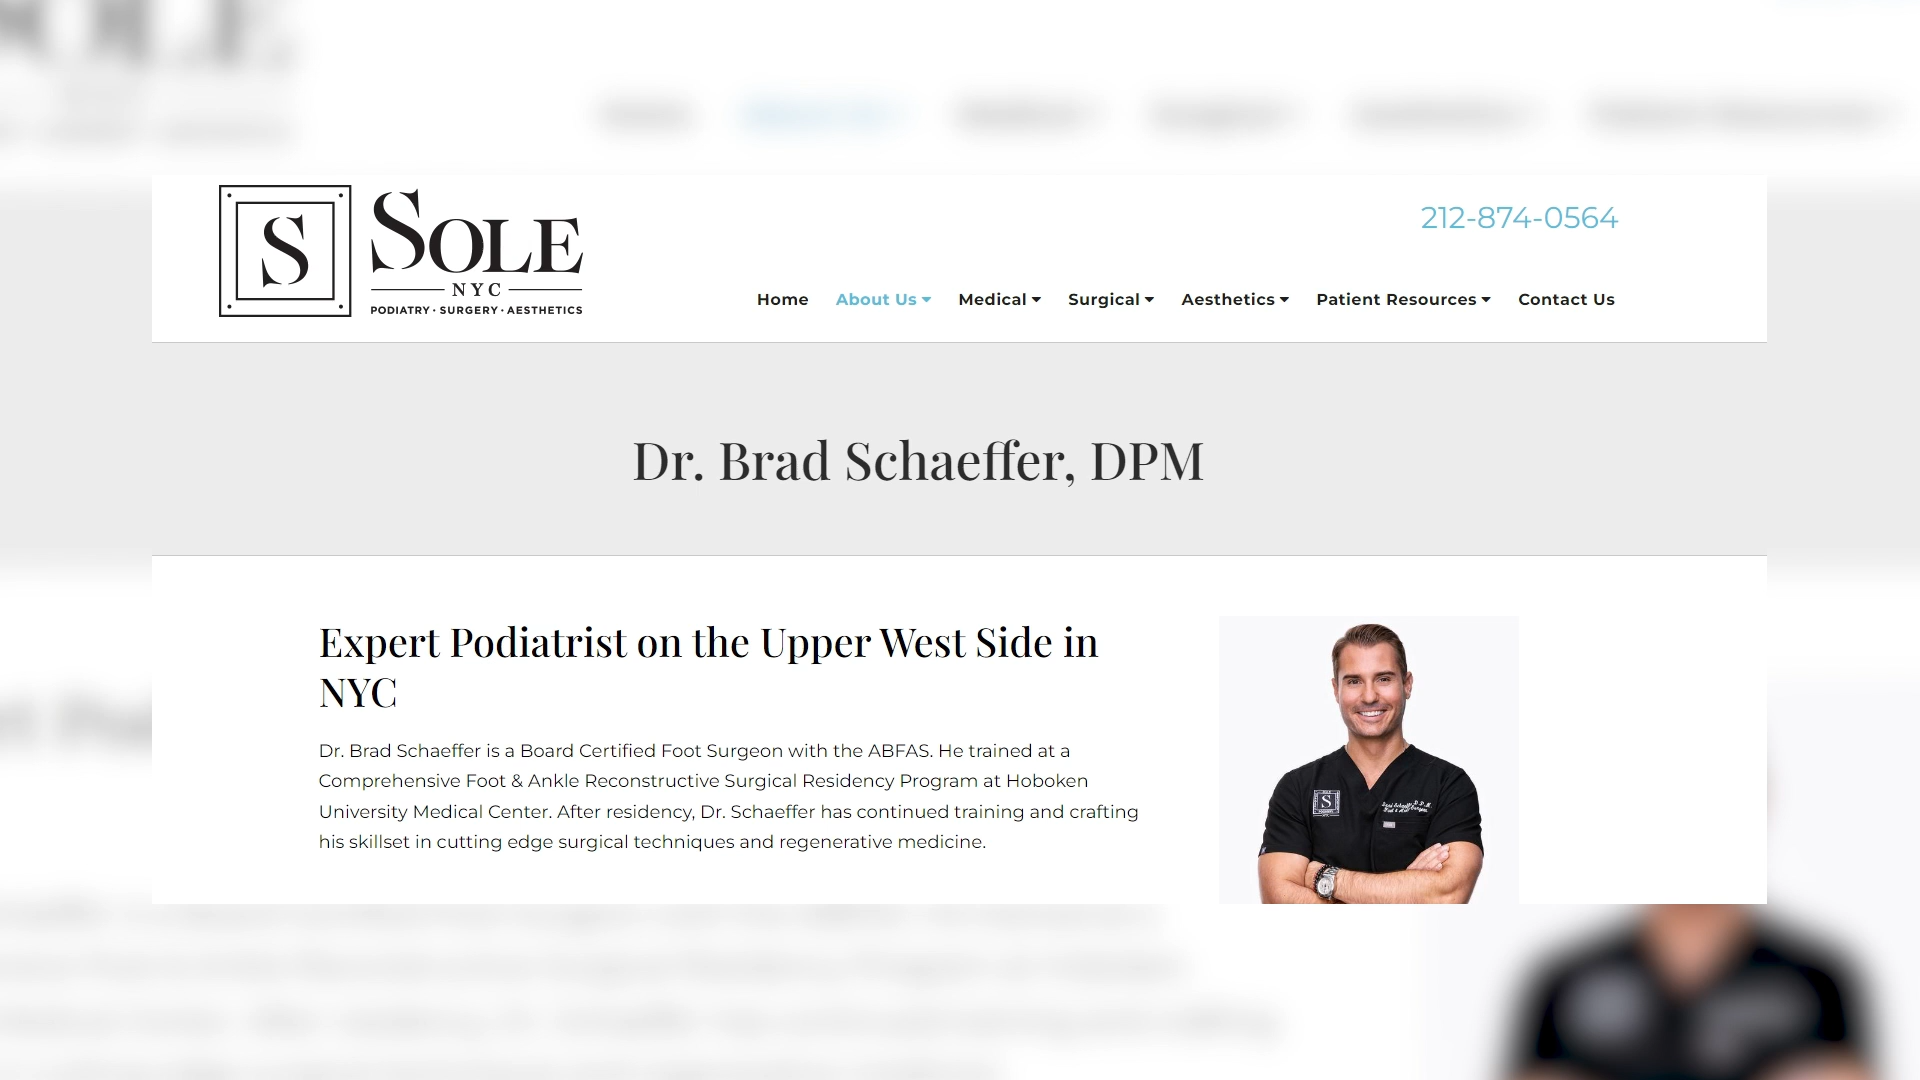 S
SOLE
NYC
PODIATRY · SURGERY · AESTHETICS
212-874-0564
Home About Us Medical Surgical Aesthetics Patient Resources Contact Us
Dr. Brad Schaeffer, DPM
Expert Podiatrist on the Upper West Side in
NYC
Dr. Brad Schaeffer is a Board Certified Foot Surgeon with the ABFAS. He trained at a
Comprehensive Foot & Ankle Reconstructive Surgical Residency Program at Hoboken
University Medical Center. After residency, Dr. Schaeffer has continued training and crafting
his skillset in cutting edge surgical techniques and regenerative medicine.
S